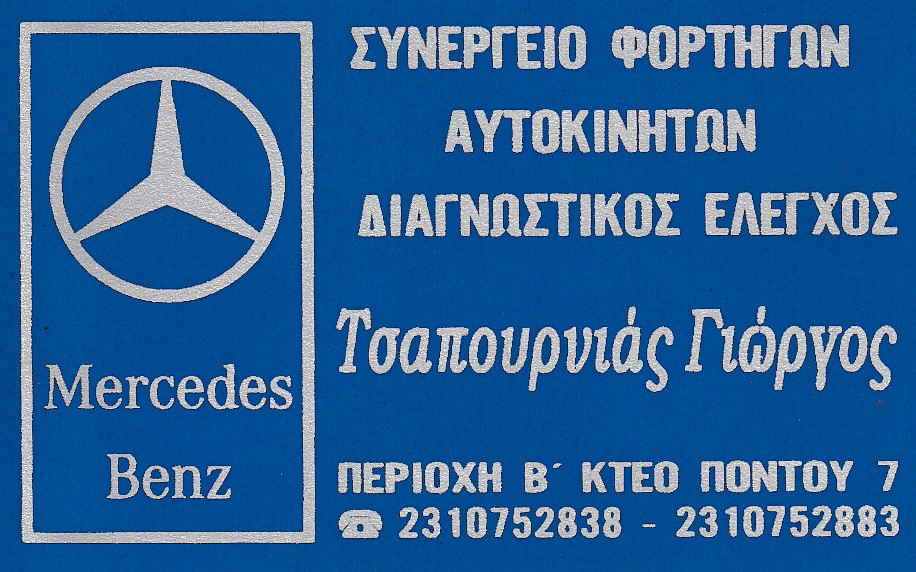 ΣΥΝΕΡΓΕΙΟ ΦΟΡΤΗΓΩΝ
ΑΥΤΟΚΙΝΗΤΩΝ
ΔΙΑΓΝΩΣΤΙΚΟΣ ΕΛΕΓΧΟΣ
Τσαπουρνιάς Γιώργος
Mercedes
Benz
ΠΕΡΙΟΧΗ Β΄ ΚΤΕΟ ΠΟΝΤΟΥ 7
☎ 2310752838 - 2310752883